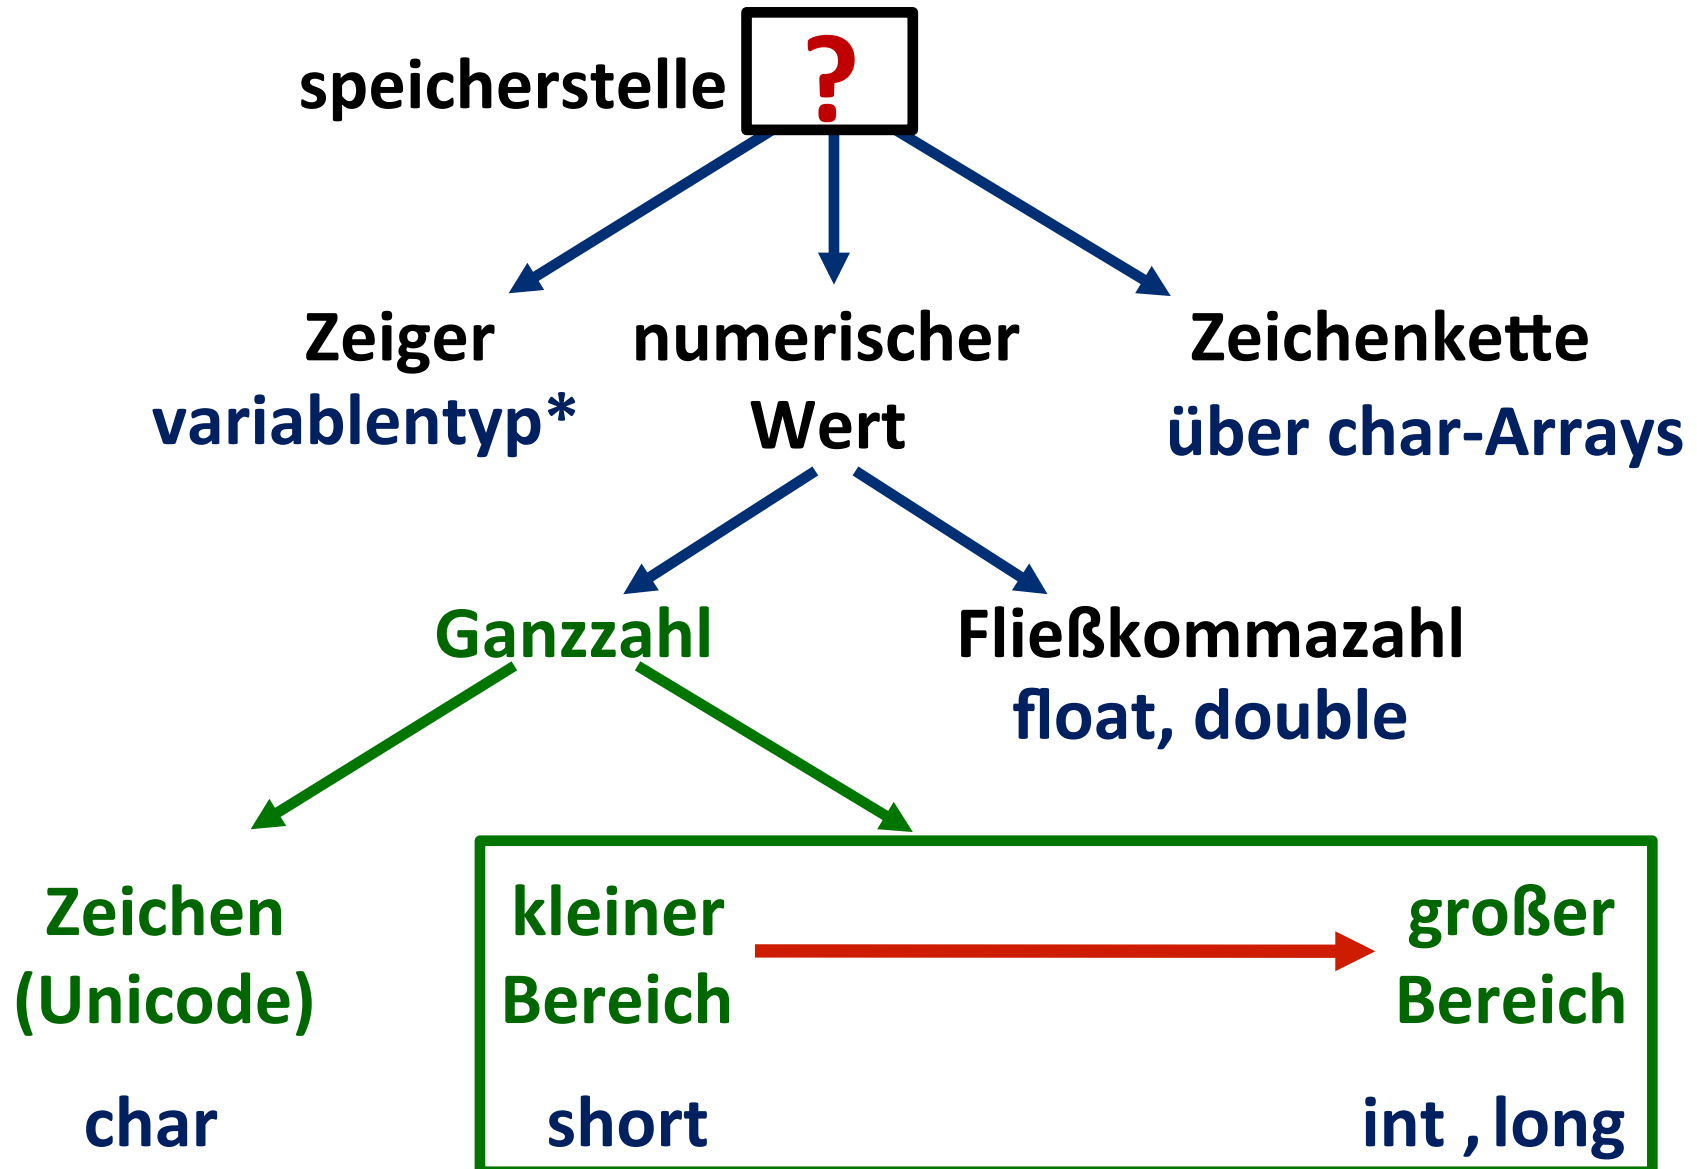 speicherstelle ?
Zeiger
variablentyp*
numerischer
Wert
Zeichenkette
über char-Arrays
Ganzzahl
Fließkommazahl
float, double
Zeichen
(Unicode)
char
kleiner
Bereich
short
großer
Bereich
int , long